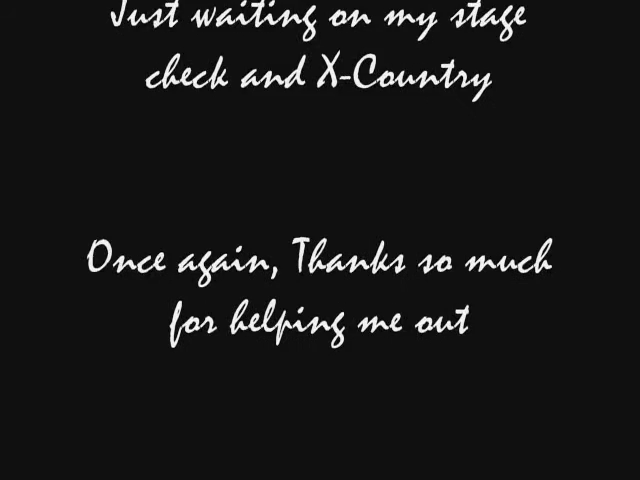 Just waiting on my stage
check and X-Country
Once again, Thanks so much
for helping me out